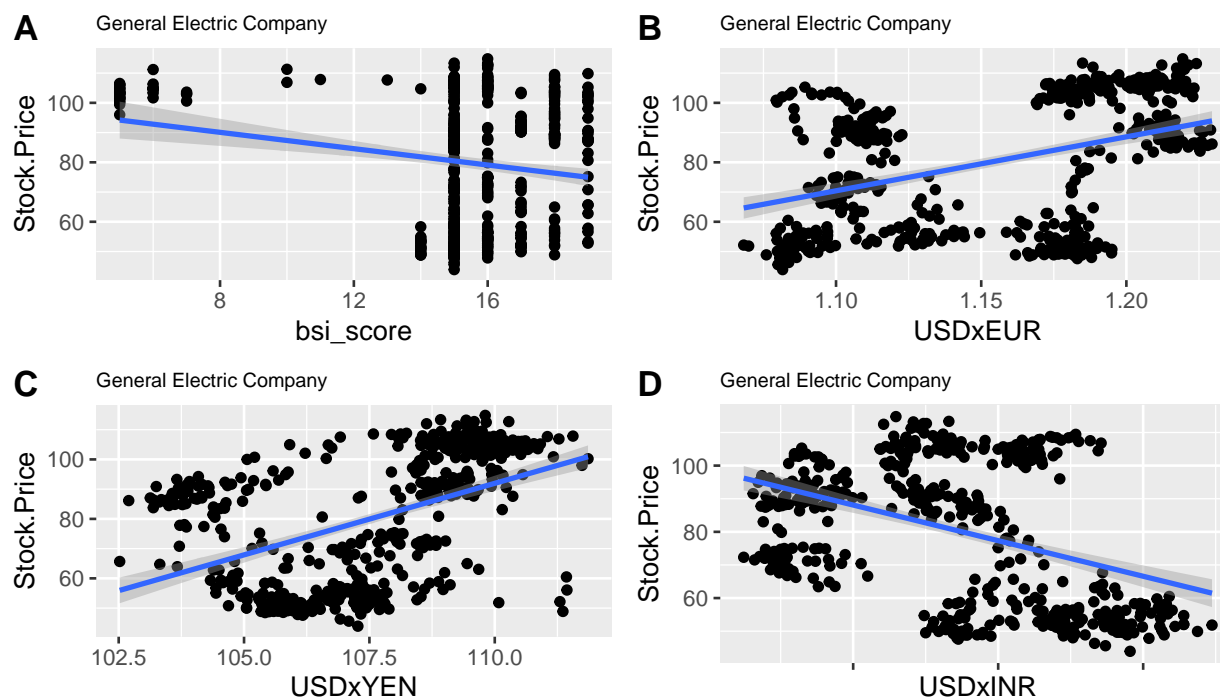 A
General Electric Company
Stock.Price
100
80
60
8
12
16
bsi_score
B
General Electric Company
Stock.Price
100
80
60
1.10
1.15
1.20
USDxEUR
C
General Electric Company
Stock.Price
100
80
60
102.5
105.0
107.5
110.0
USDxYEN
D
General Electric Company
Stock.Price
100
80
60
USDxINR